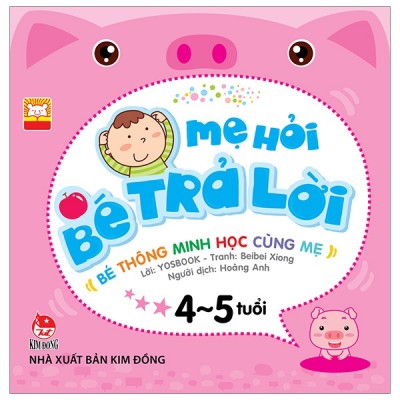 Mẹ Hỏi
Bé Trả Lời
BÉ THÔNG MINH HỌC CÙNG MẸ
Lời: YOSBOOK - Tranh: Beibei Xiong
Người dịch: Hoàng Anh
4~5 tuổi
KIM ĐỒNG
NHÀ XUẤT BẢN KIM ĐỒNG